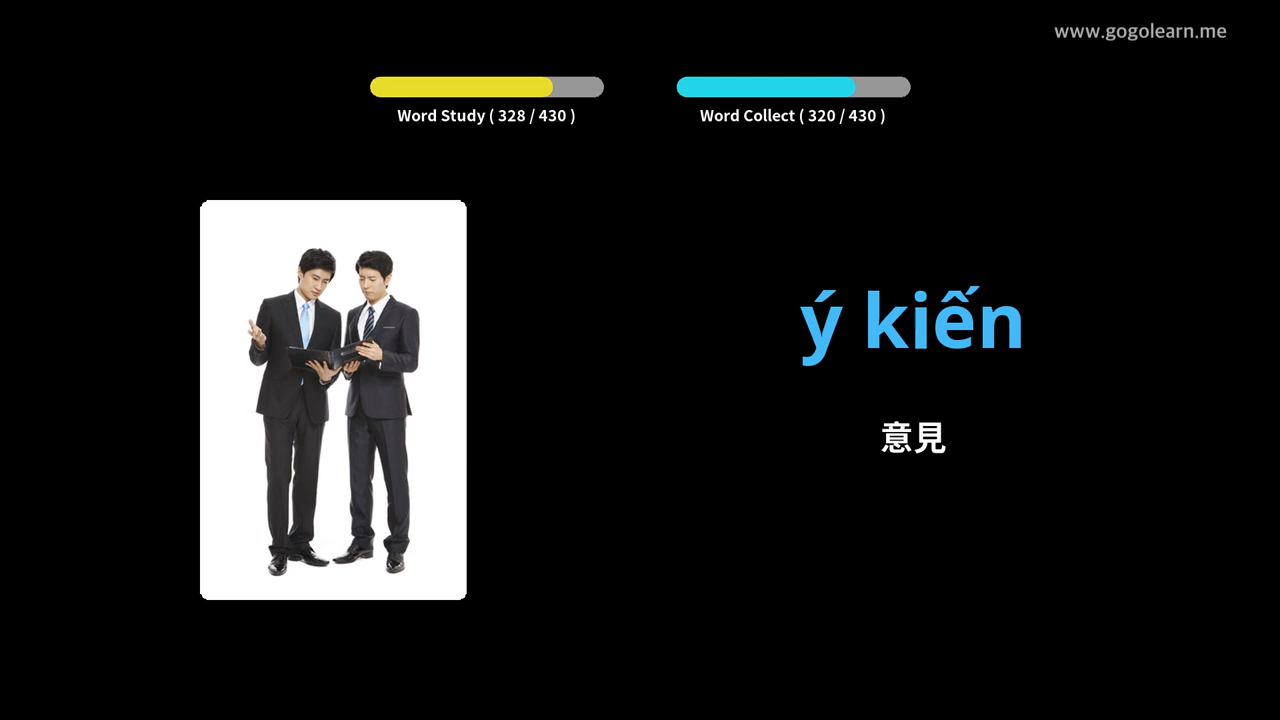 www.gogolearn.me
Word Study ( 328 / 430 )
Word Collect ( 320 / 430 )
ý kiến
意見